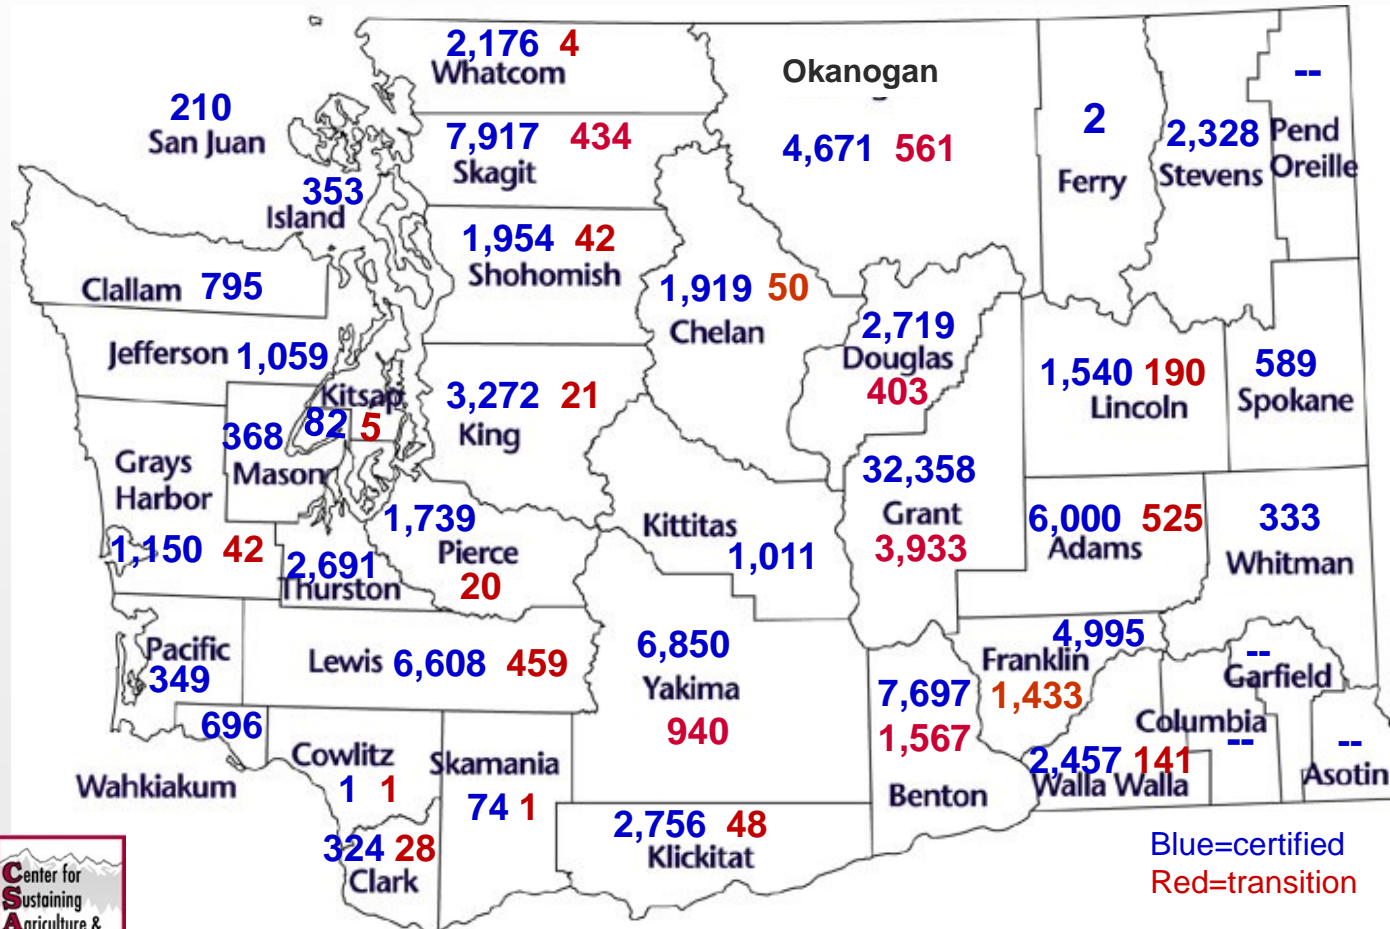 2,176 4
Whatcom
Okanogan
--
210
San Juan
7,917 434
Skagit
4,671 561
2
Ferry
2,328
Stevens
Pend
Oreille
353
Island
1,954 42
Shohomish
Clallam 795
1,919 50
Chelan
2,719
Douglas
403
Jefferson 1,059
Kitsap
82 5
3,272 21
King
1,540 190
Lincoln
589
Spokane
368
Mason
Grays
Harbor
1,150 42
32,358
Grant
3,933
1,739
Pierce
20
Kittitas
1,011
6,000 525
Adams
333
Whitman
2,691
Thurston
Pacific
349
Lewis 6,608 459
6,850
Yakima
940
4,995
Franklin
1,433
--
Garfield
7,697
1,567
Benton
696
Wahkiakum
Cowlitz
1 1
Skamania
74 1
Columbia
--
2,457 141
Walla Walla
--
Asotin
324 28
Clark
2,756 48
Klickitat
Blue=certified
Red=transition
Center for
Sustaining
Agriculture &